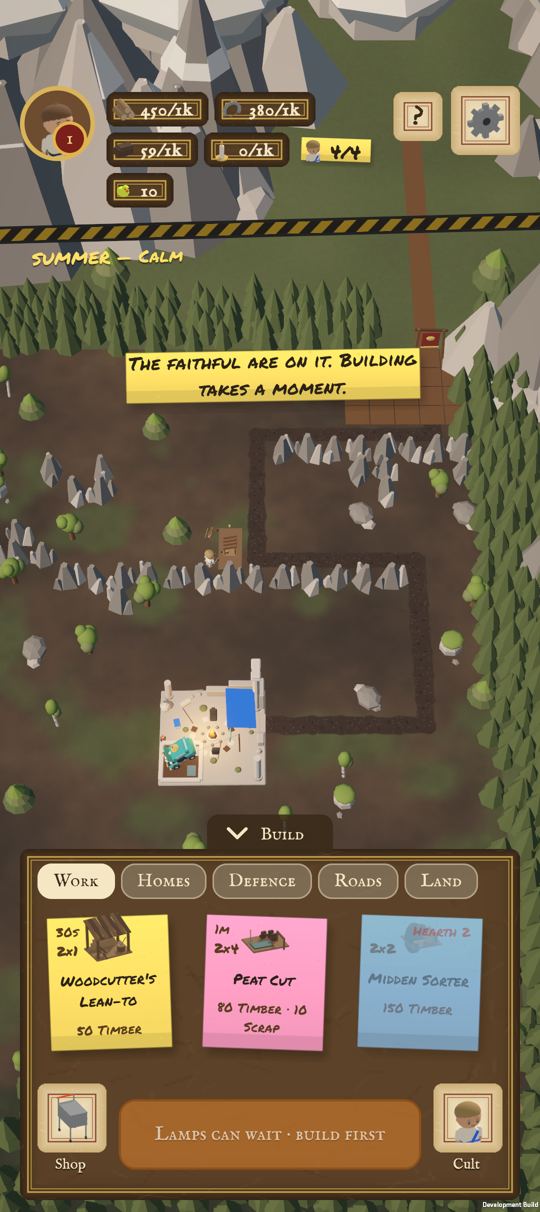 450/1k
380/1k
?
1
59/1k
0/1k
4/4
10
Summer — Calm
The faithful are on it. Building
takes a moment.
Build
Work
Homes
Defence
Roads
Land
30s
2x1
Woodcutter's
Lean-to
50 Timber
1m
2x4
Peat Cut
80 Timber · 10
Scrap
Hearth 2
2x2
Midden Sorter
150 Timber
Lamps can wait · build first
Shop
Cult
Development Build